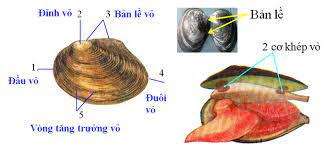 Đỉnh vỏ
Bản lề vỏ
2
3
1
Đầu vỏ
4
Đuôi
vỏ
5
Vòng tăng trưởng vỏ
Bản lề
2 cơ khép vỏ